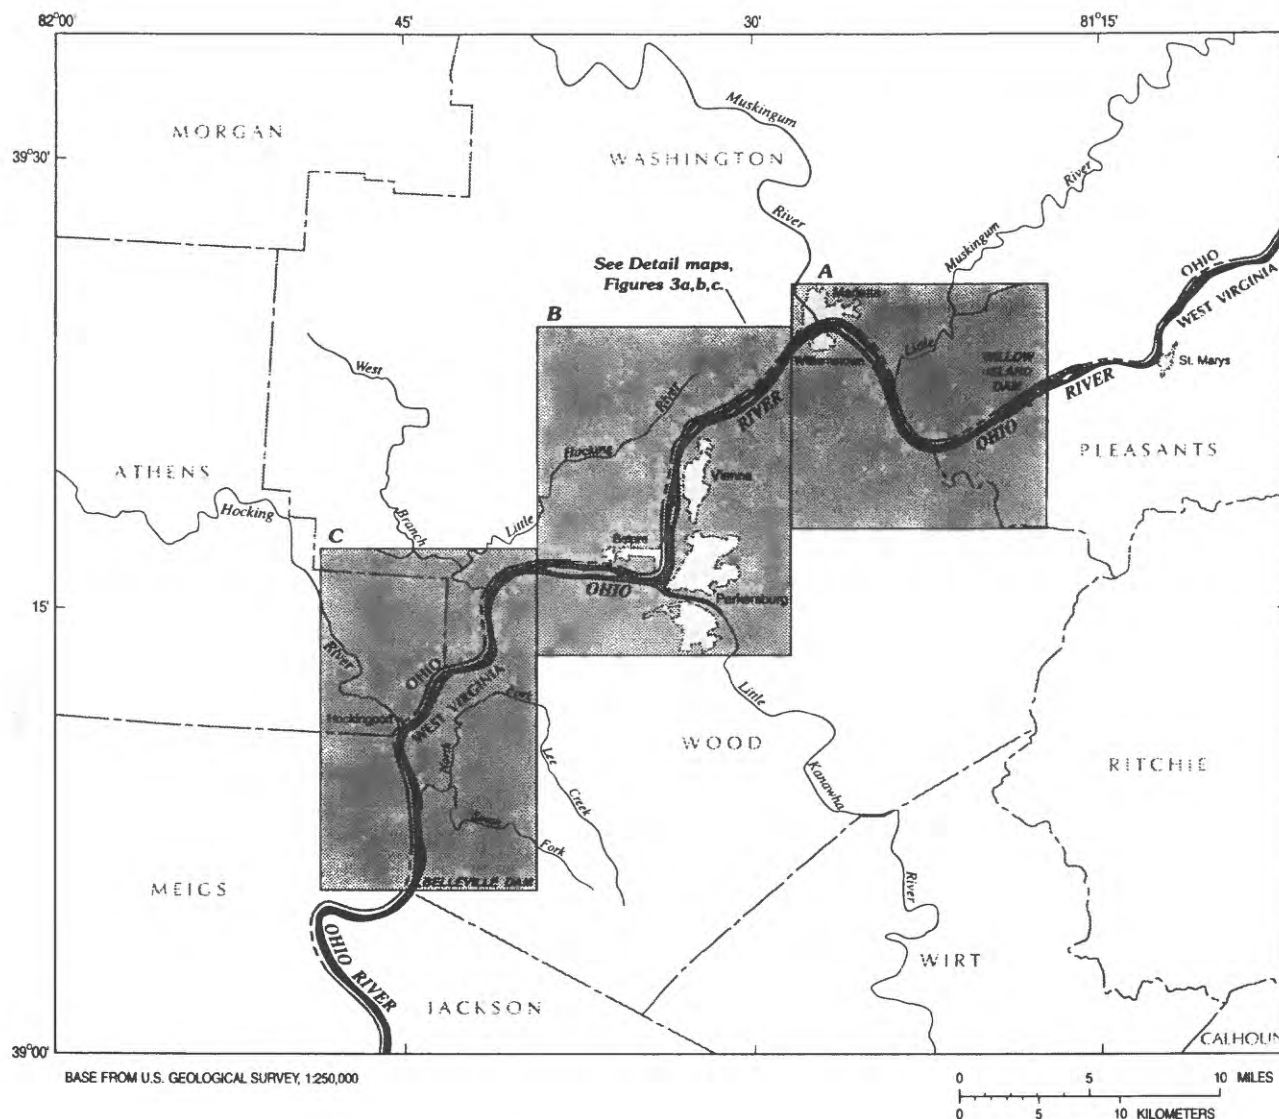 82°00'
45'
30'
81°15'
39°30'
15'
39°00'
MORGAN
WASHINGTON
Muskingum
River
Muskingum
River
Little
See Detail maps,
Figures 3a,b,c.
A
Marietta
Williamstown
WILLOW
ISLAND
DAM
OHIO
RIVER
OHIO
WEST VIRGINIA
St. Marys
PLEASANTS
B
River
Hocking
Little
RIVER
Vienna
Belpre
OHIO
Parkersburg
West
Branch
ATHENS
Hocking
River
C
OHIO
WEST VIRGINIA
Hockingport
North
Fork
Lee
Creek
Fork
BELLEVILLE DAM
WOOD
Little
Kanawha
River
RITCHIE
MEIGS
OHIO RIVER
JACKSON
WIRT
CALHOUN
BASE FROM U.S. GEOLOGICAL SURVEY, 1:250,000
0 5 10 MILES
0 5 10 KILOMETERS